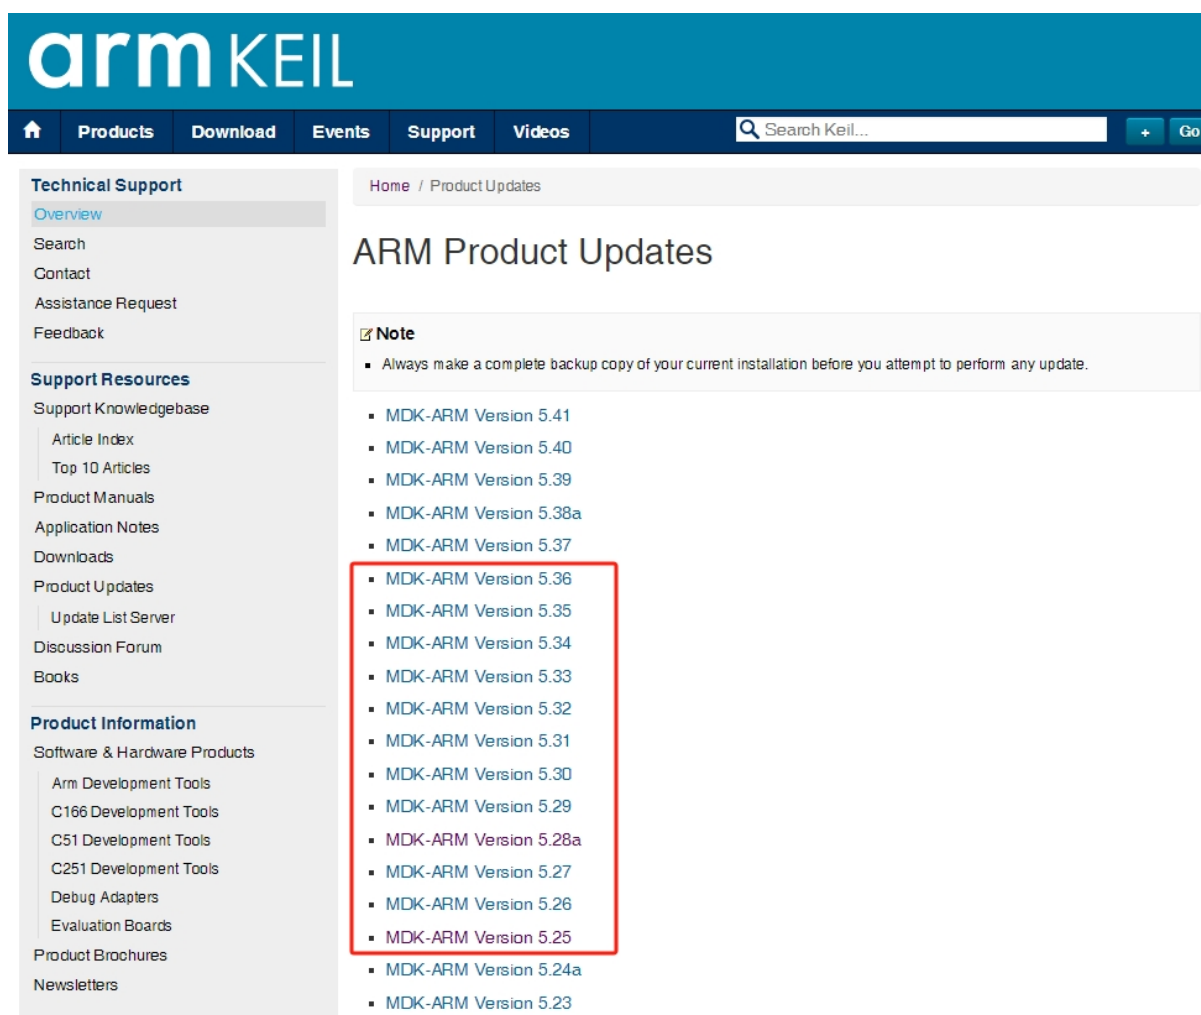 arm KEIL
Products Download Events Support Videos Search Keil... + Go
Technical Support
Overview
Search
Contact
Assistance Request
Feedback
Support Resources
Support Knowledgebase
Article Index
Top 10 Articles
Product Manuals
Application Notes
Downloads
Product Updates
Update List Server
Discussion Forum
Books
Product Information
Software & Hardware Products
Arm Development Tools
C166 Development Tools
C51 Development Tools
C251 Development Tools
Debug Adapters
Evaluation Boards
Product Brochures
Newsletters
Home / Product Updates
ARM Product Updates
Note
Always make a complete backup copy of your current installation before you attempt to perform any update.
MDK-ARM Version 5.41
MDK-ARM Version 5.40
MDK-ARM Version 5.39
MDK-ARM Version 5.38a
MDK-ARM Version 5.37
MDK-ARM Version 5.36
MDK-ARM Version 5.35
MDK-ARM Version 5.34
MDK-ARM Version 5.33
MDK-ARM Version 5.32
MDK-ARM Version 5.31
MDK-ARM Version 5.30
MDK-ARM Version 5.29
MDK-ARM Version 5.28a
MDK-ARM Version 5.27
MDK-ARM Version 5.26
MDK-ARM Version 5.25
MDK-ARM Version 5.24a
MDK-ARM Version 5.23